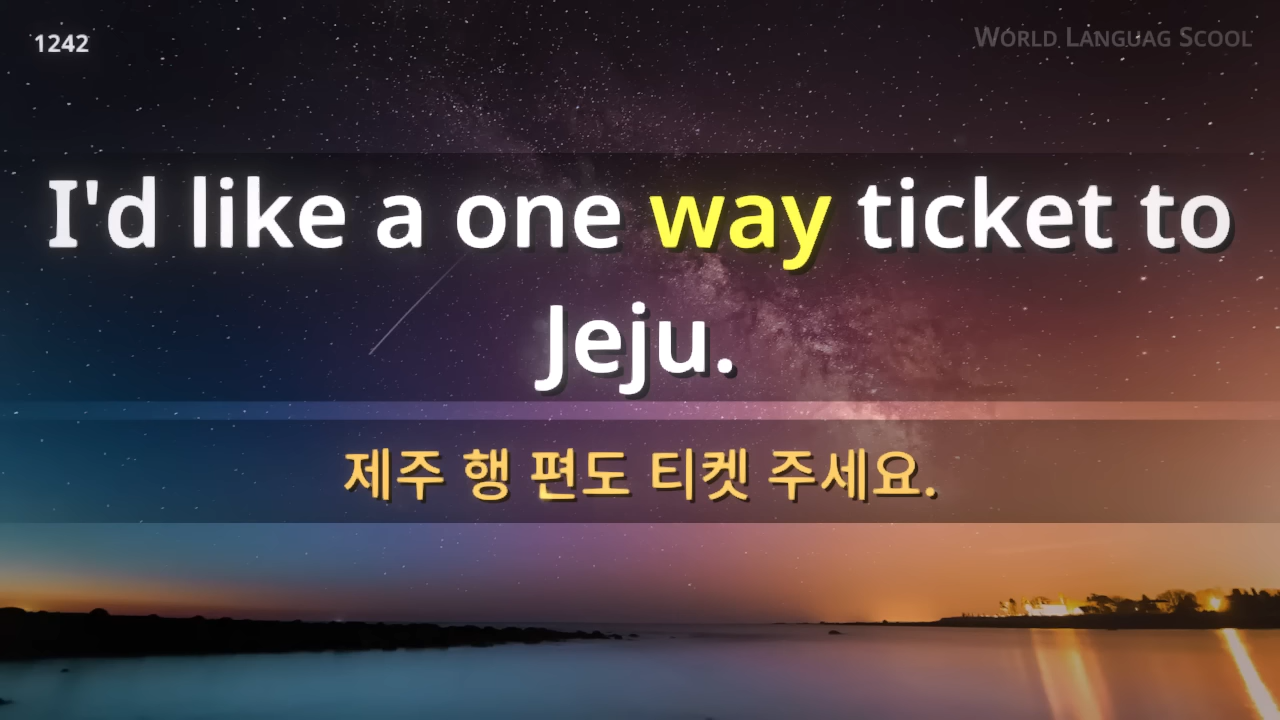 1242
WORLD LANGUAG SCOOL
I'd like a one way ticket to
Jeju.
제주 행 편도 티켓 주세요.